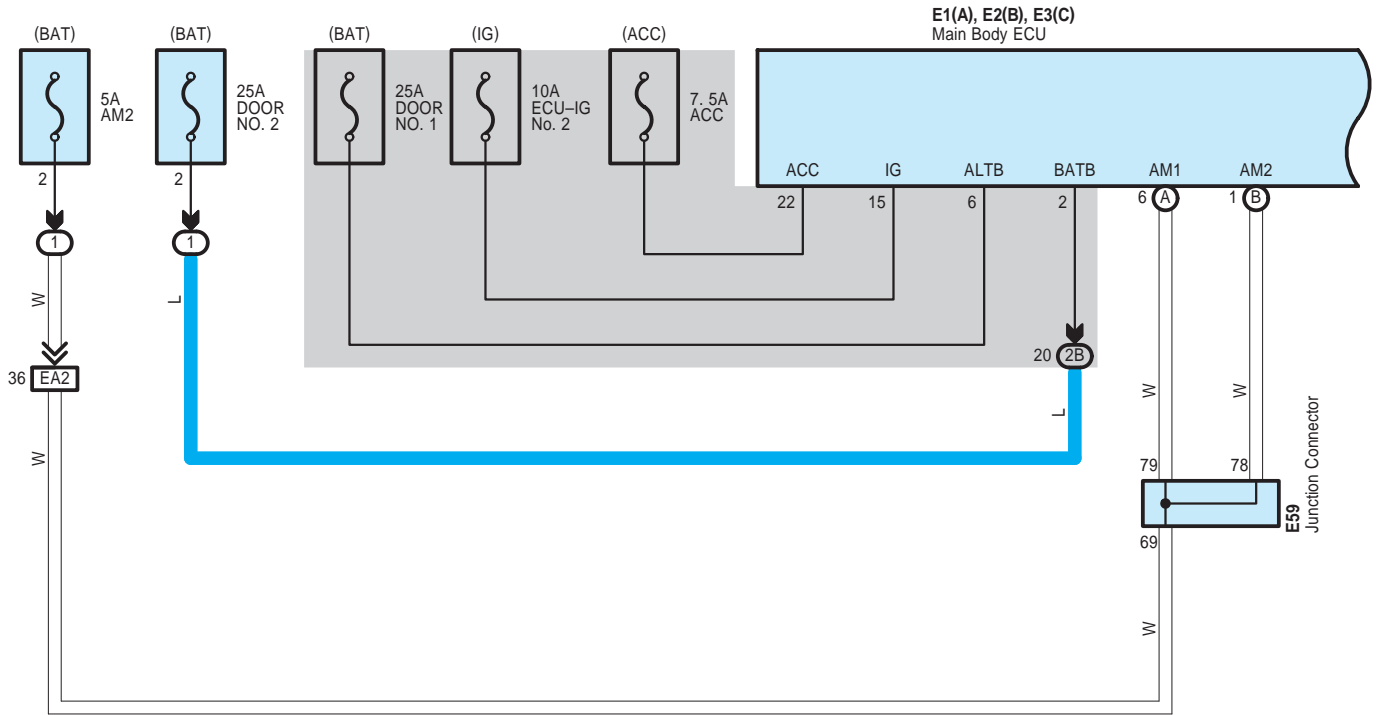 E1(A), E2(B), E3(C)
Main Body ECU
(BAT)
(BAT)
(BAT)
(IG)
(ACC)
5A
AM2
25A
DOOR
NO. 2
25A
DOOR
NO. 1
10A
ECU–IG
No. 2
7. 5A
ACC
ACC
IG
ALTB
BATB
AM1
AM2
2
2
22
15
6
2
6
A
1
B
1
1
W
L
20
2B
36
EA2
W
L
W
W
79
78
E59
Junction Connector
69
W